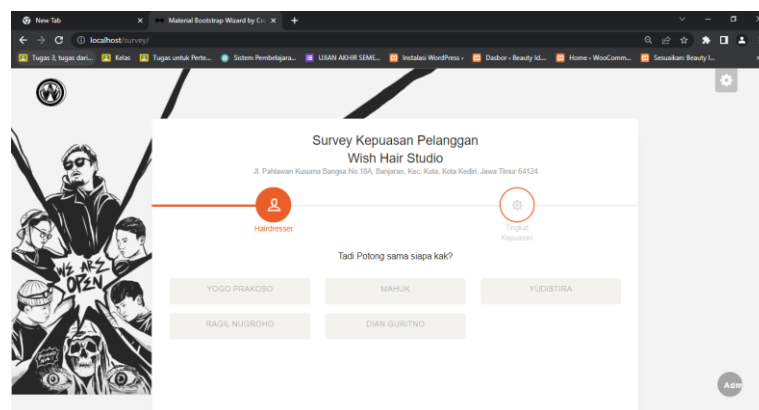 New Tab
Material Bootstrap Wizard by Cre
localhost/survey/
Tugas 3, tugas dari...
Kelas
Tugas untuk Perte...
Sistem Pembelajara...
UJIAN AKHIR SEME...
Instalasi WordPress ‹
Dasbor ‹ Beauty Id...
Home ‹ WooComm...
Sesuaikan: Beauty I...
Survey Kepuasan Pelanggan
Wish Hair Studio
Jl. Pahlawan Kusuma Bangsa No.18A, Banjaran, Kec. Kota, Kota Kediri, Jawa Timur 64124
Hairdresser
Tingkat
Kepuasan
Tadi Potong sama siapa kak?
YOGO PRAKOSO
MAHUK
YUDISTIRA
RAGIL NUGROHO
DIAN GURITNO
WE ARE
OPEN
Adm